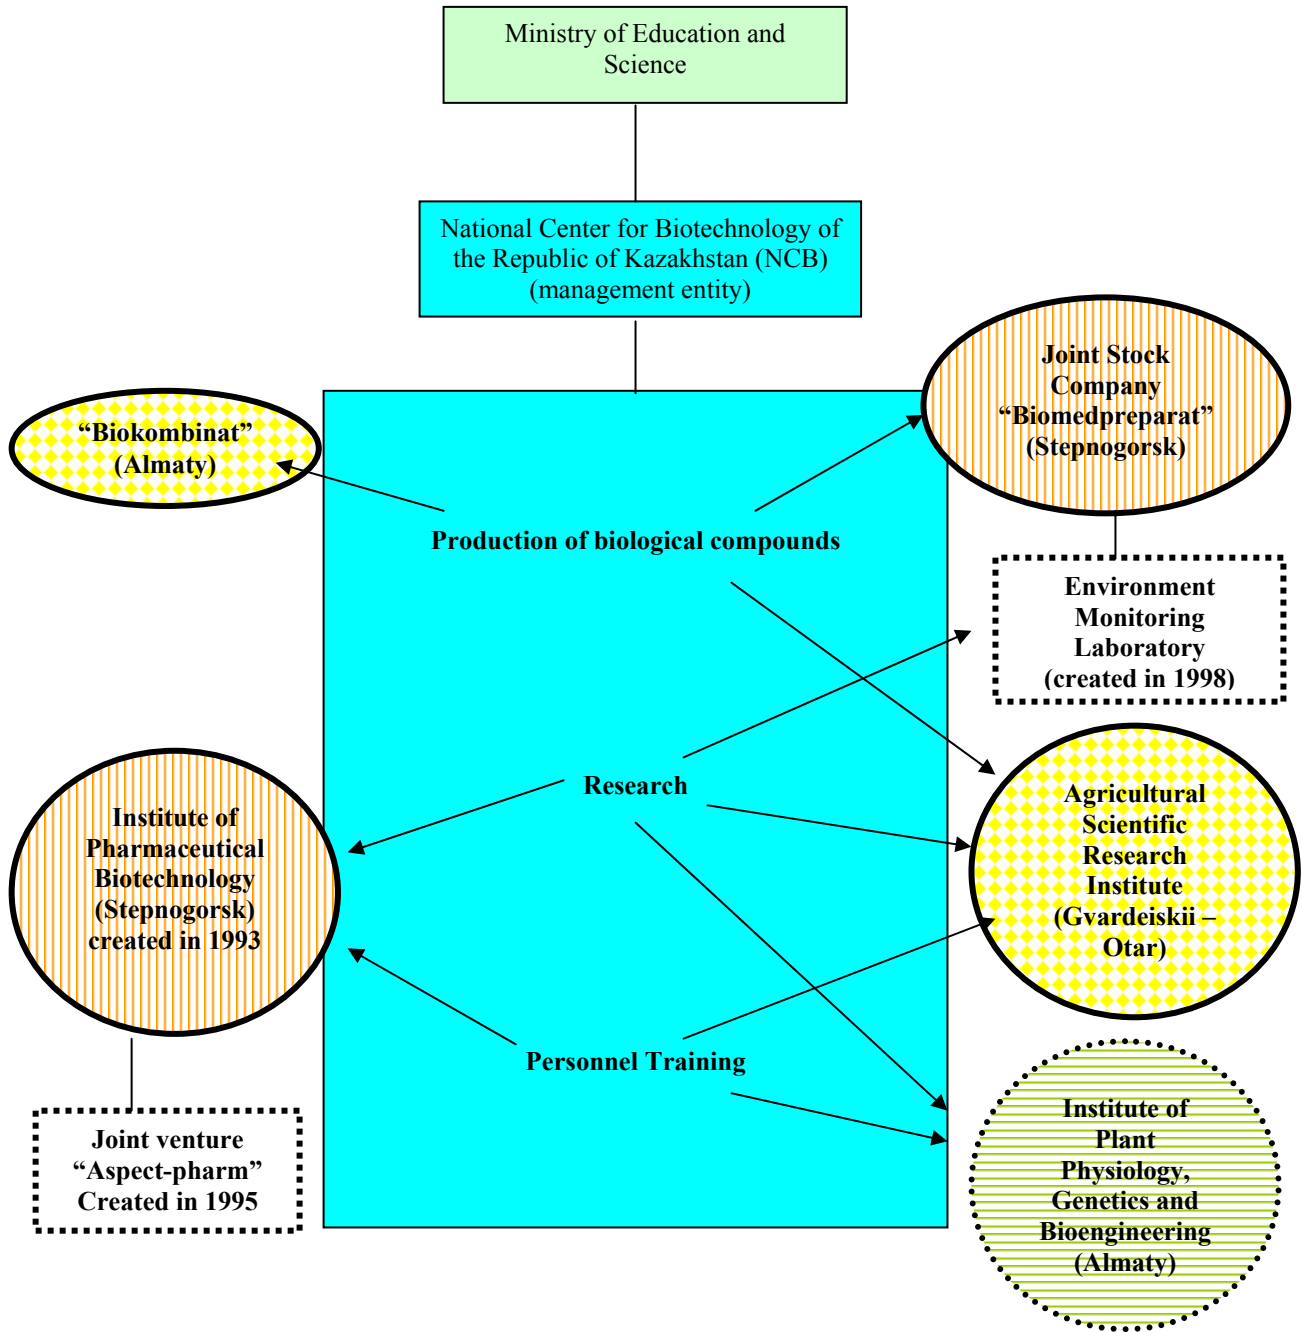 Ministry of Education and
Science
National Center for Biotechnology of
the Republic of Kazakhstan (NCB)
(management entity)
Joint Stock
Company
“Biomedpreparat”
(Stepnogorsk)
“Biokombinat”
(Almaty)
Production of biological compounds
Environment
Monitoring
Laboratory
(created in 1998)
Research
Institute of
Pharmaceutical
Biotechnology
(Stepnogorsk)
created in 1993
Agricultural
Scientific
Research
Institute
(Gvardeiskii –
Otar)
Personnel Training
Joint venture
“Aspect-pharm”
Created in 1995
Institute of
Plant
Physiology,
Genetics and
Bioengineering
(Almaty)